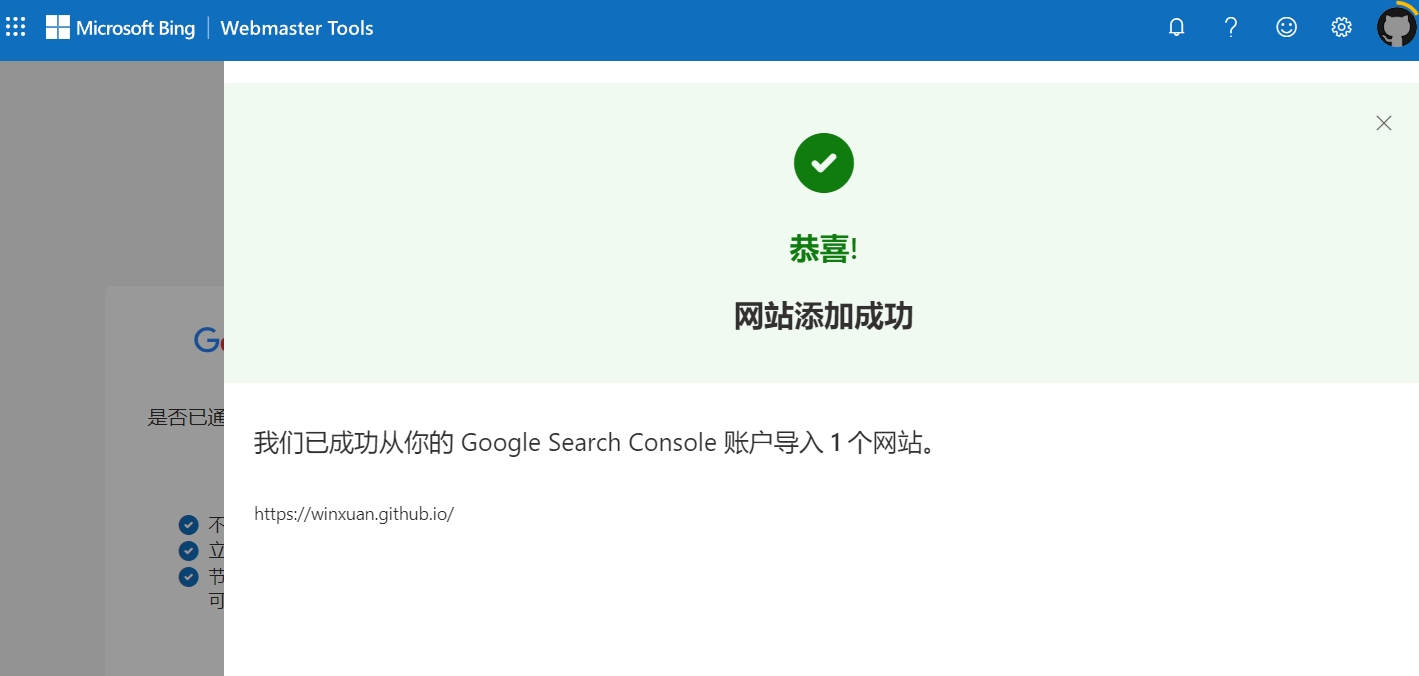 Microsoft Bing | Webmaster Tools
恭喜!
网站添加成功
是否已通
我们已成功从你的 Google Search Console 账户导入 1 个网站。
https://winxuan.github.io/
不
立
节
可